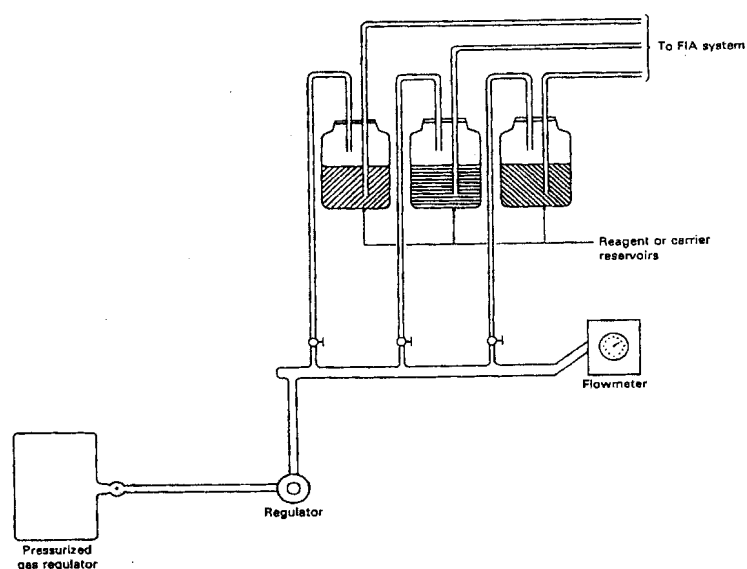 To FIA system
Reagent or carrier
reservoirs
Flowmeter
Regulator
Pressurized
gas regulator